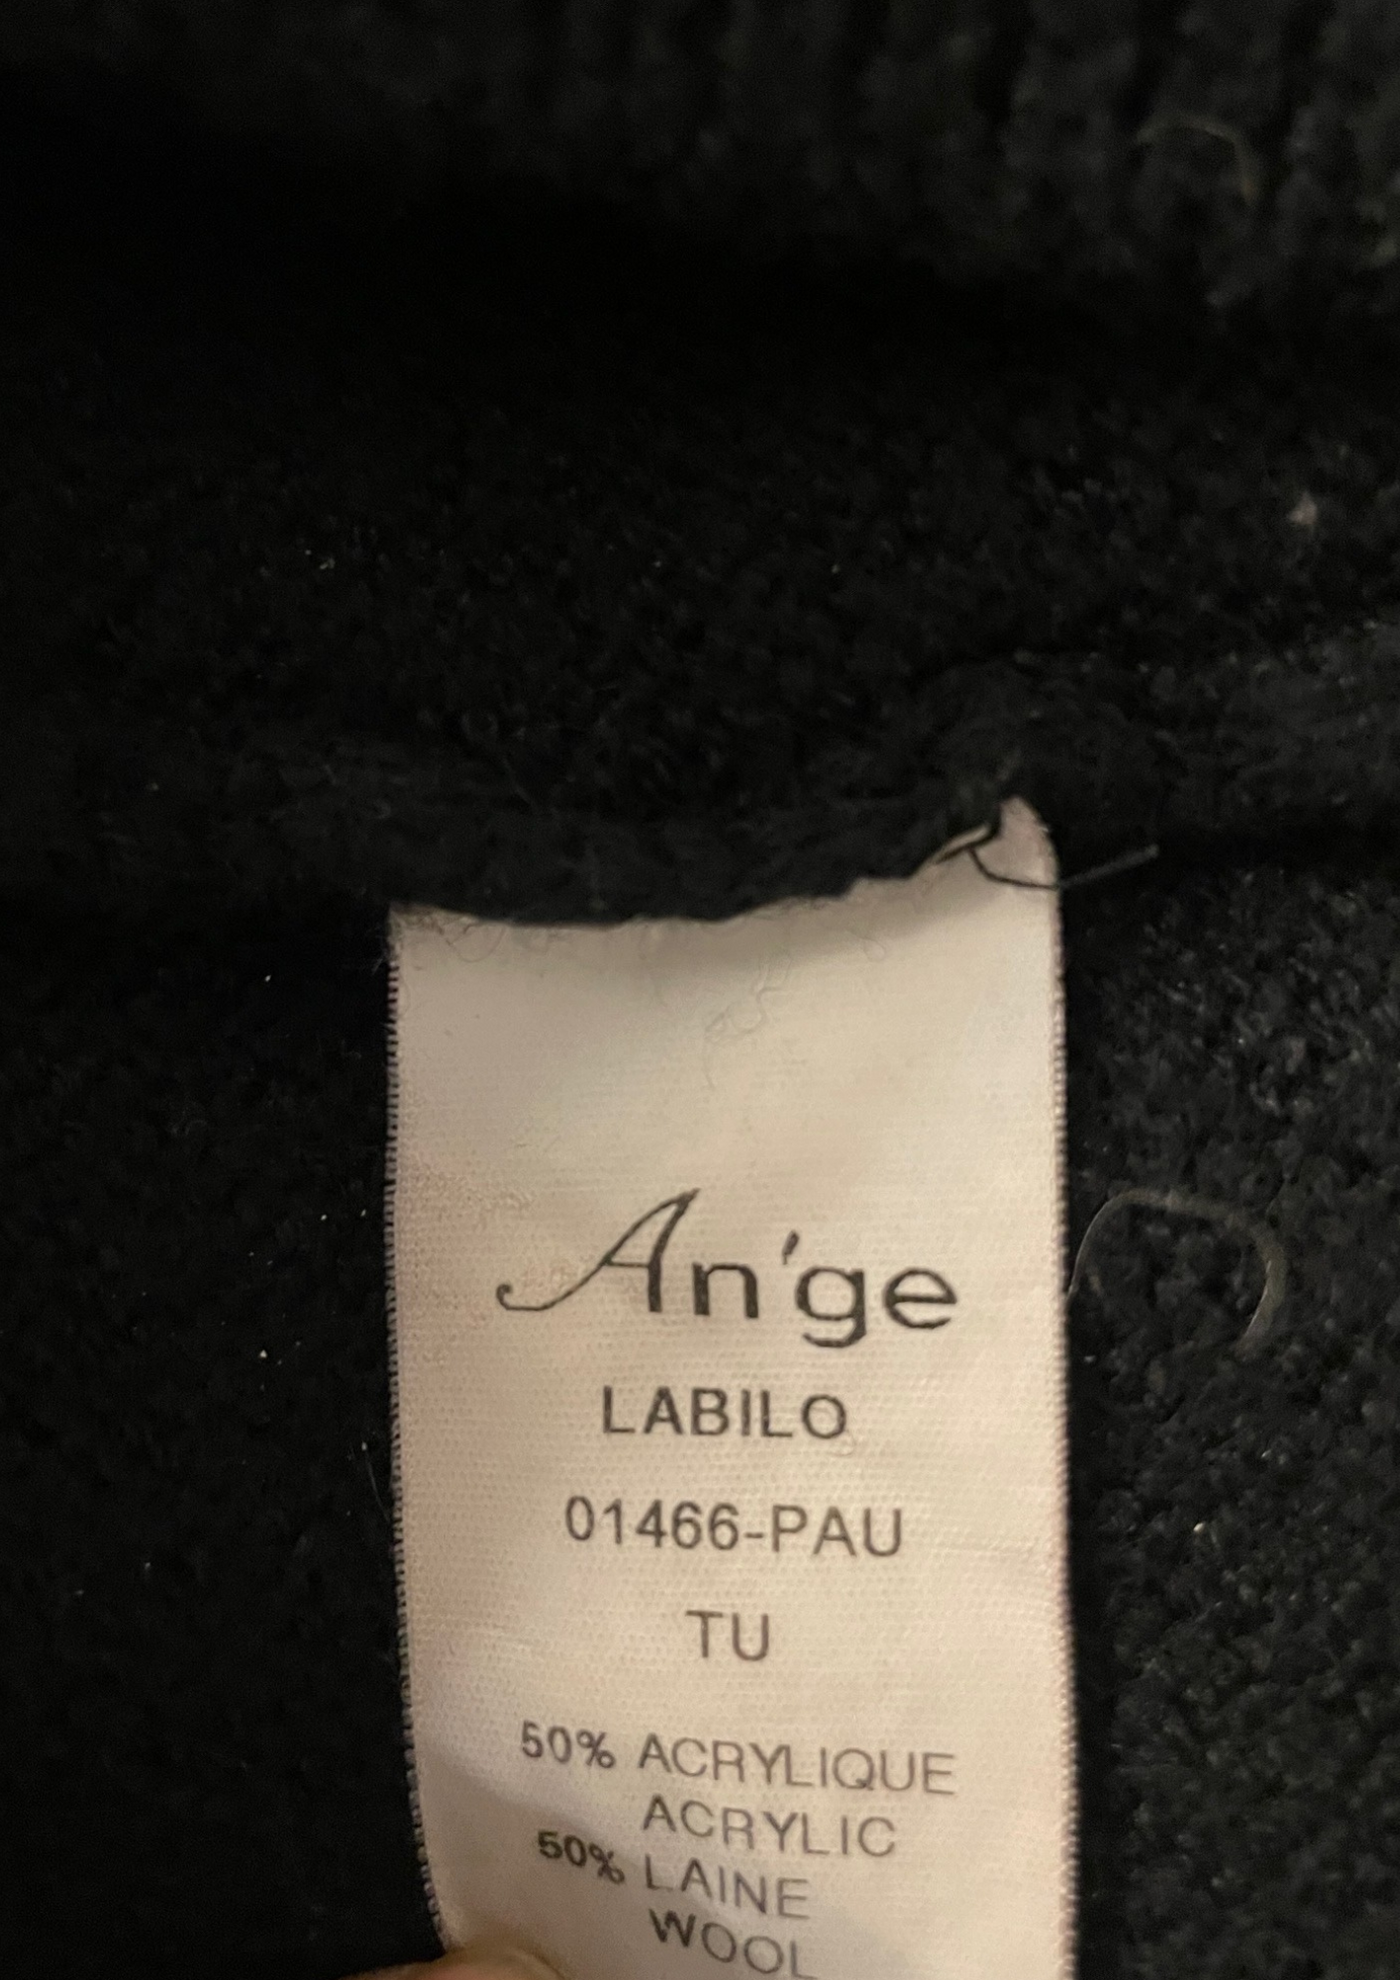 An'ge
LABILO
01466-PAU
TU
50% ACRYLIQUE
ACRYLIC
50% LAINE
WOOL